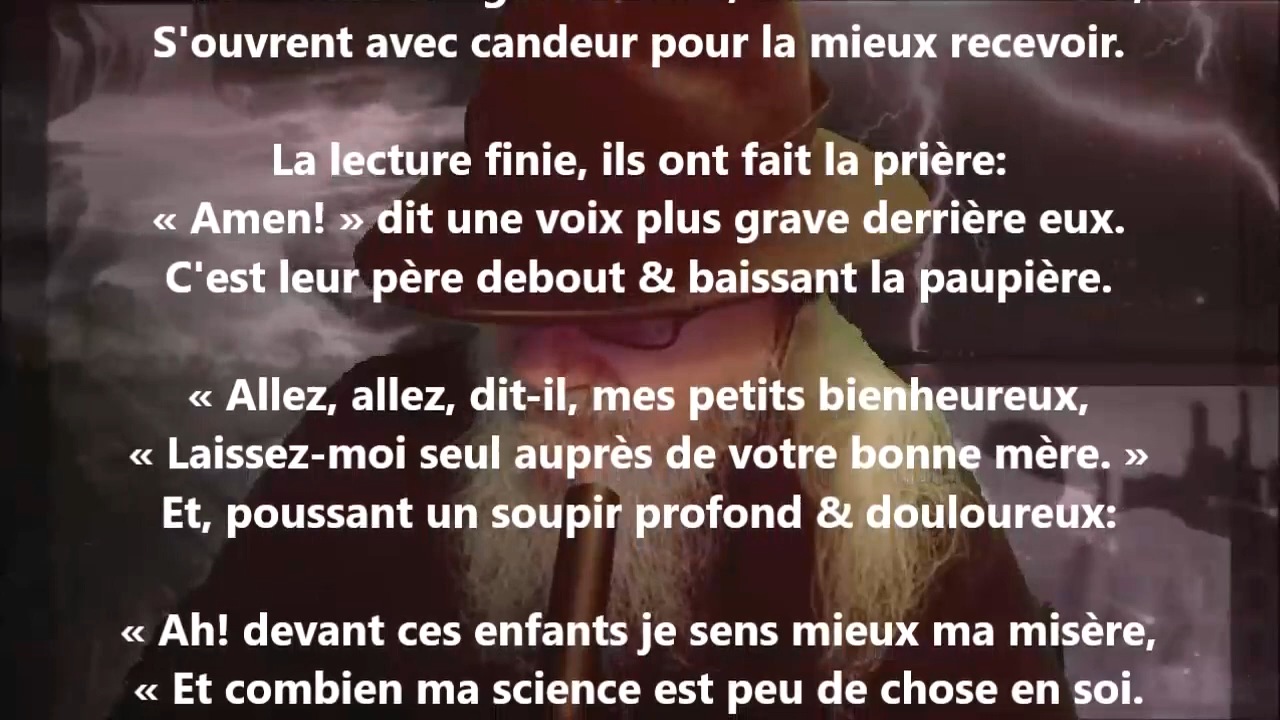 S'ouvrent avec candeur pour la mieux recevoir.
La lecture finie, ils ont fait la prière:
« Amen! » dit une voix plus grave derrière eux.
C'est leur père debout & baissant la paupière.
« Allez, allez, dit-il, mes petits bienheureux,
« Laissez-moi seul auprès de votre bonne mère. »
Et, poussant un soupir profond & douloureux:
« Ah! devant ces enfants je sens mieux ma misère,
« Et combien ma science est peu de chose en soi.